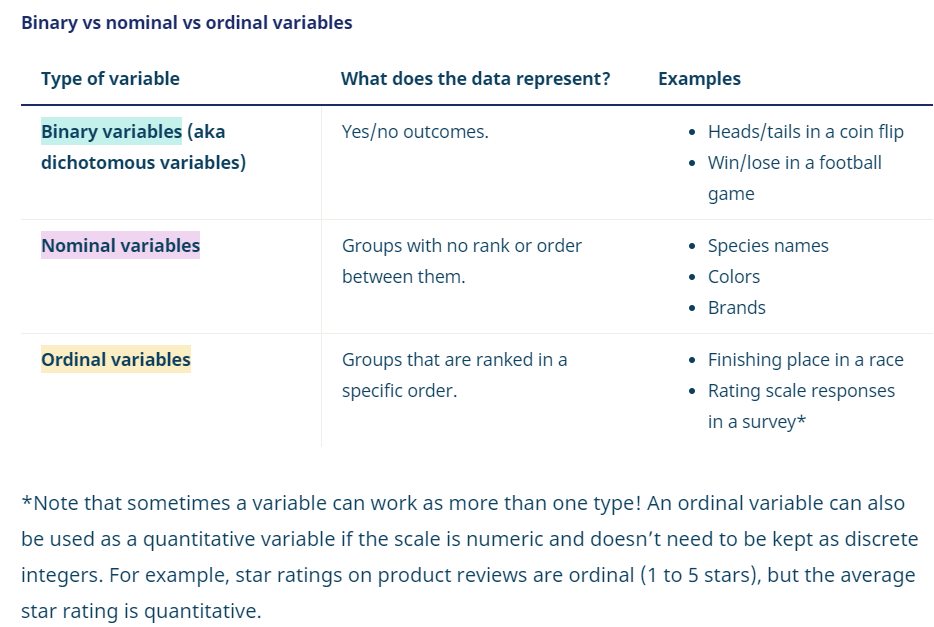 Binary vs nominal vs ordinal variables
Type of variable What does the data represent? Examples
Binary variables (aka
dichotomous variables)
Yes/no outcomes.
• Heads/tails in a coin flip
• Win/lose in a football
game
Nominal variables
Groups with no rank or order
between them.
• Species names
• Colors
• Brands
Ordinal variables
Groups that are ranked in a
specific order.
• Finishing place in a race
• Rating scale responses
in a survey*
*Note that sometimes a variable can work as more than one type! An ordinal variable can also
be used as a quantitative variable if the scale is numeric and doesn’t need to be kept as discrete
integers. For example, star ratings on product reviews are ordinal (1 to 5 stars), but the average
star rating is quantitative.